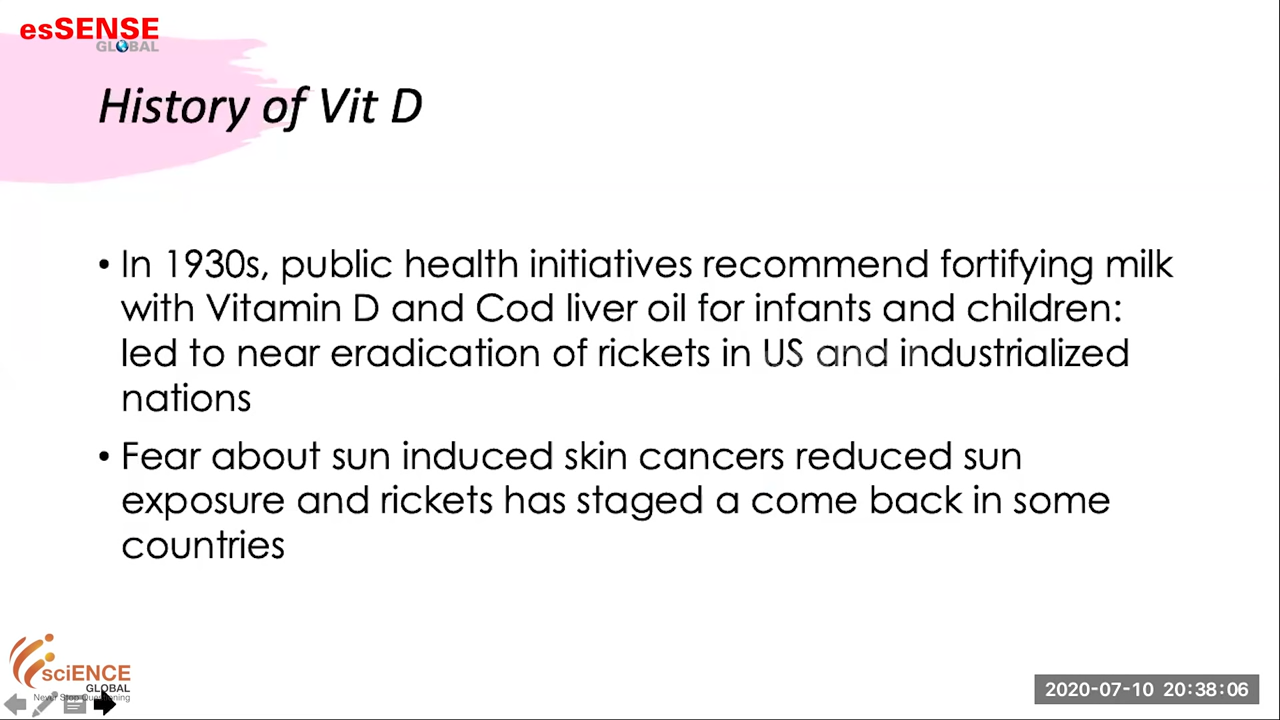 esSENSE
GLOBAL
History of Vit D
• In 1930s, public health initiatives recommend fortifying milk
with Vitamin D and Cod liver oil for infants and children:
led to near eradication of rickets in US and industrialized
nations
• Fear about sun induced skin cancers reduced sun
exposure and rickets has staged a come back in some
countries
sciENCE
GLOBAL
Never Stop Questioning
2020-07-10 20:38:06